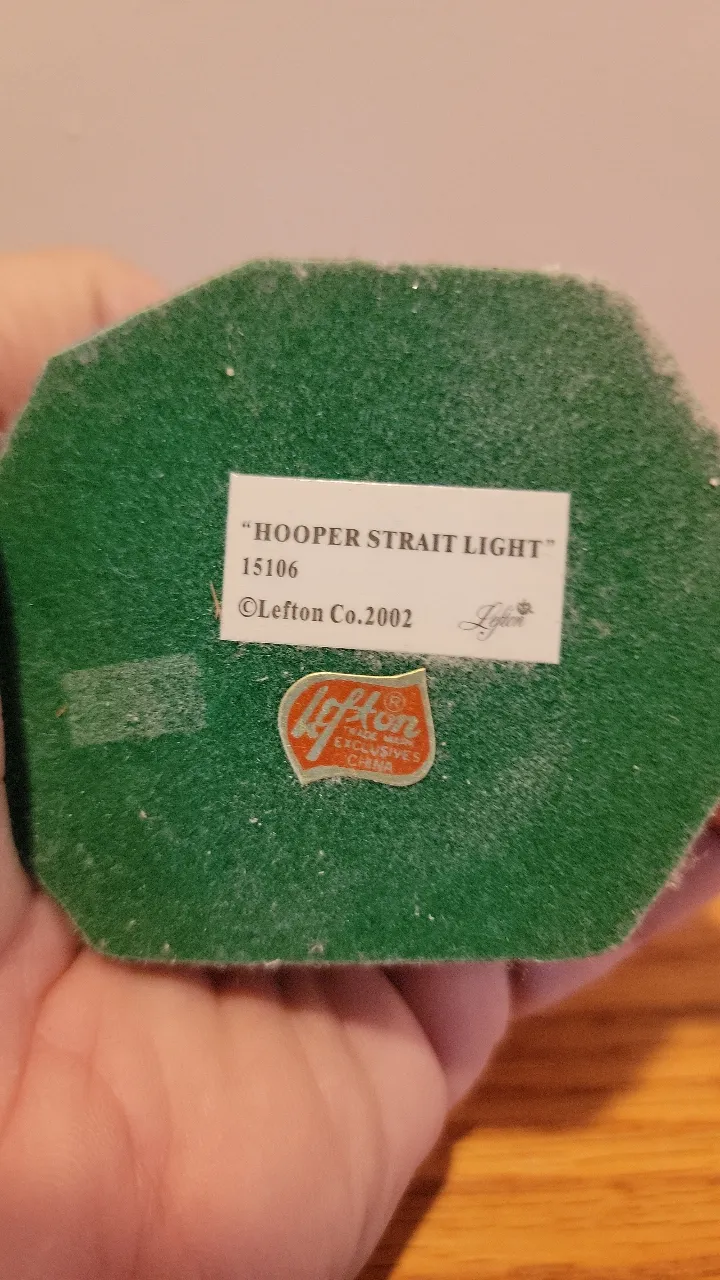 “HOOPER STRAIT LIGHT”
15106
©Lefton Co.2002 Lefton
Lefton ®
TRADE MARK
EXCLUSIVES
CHINA